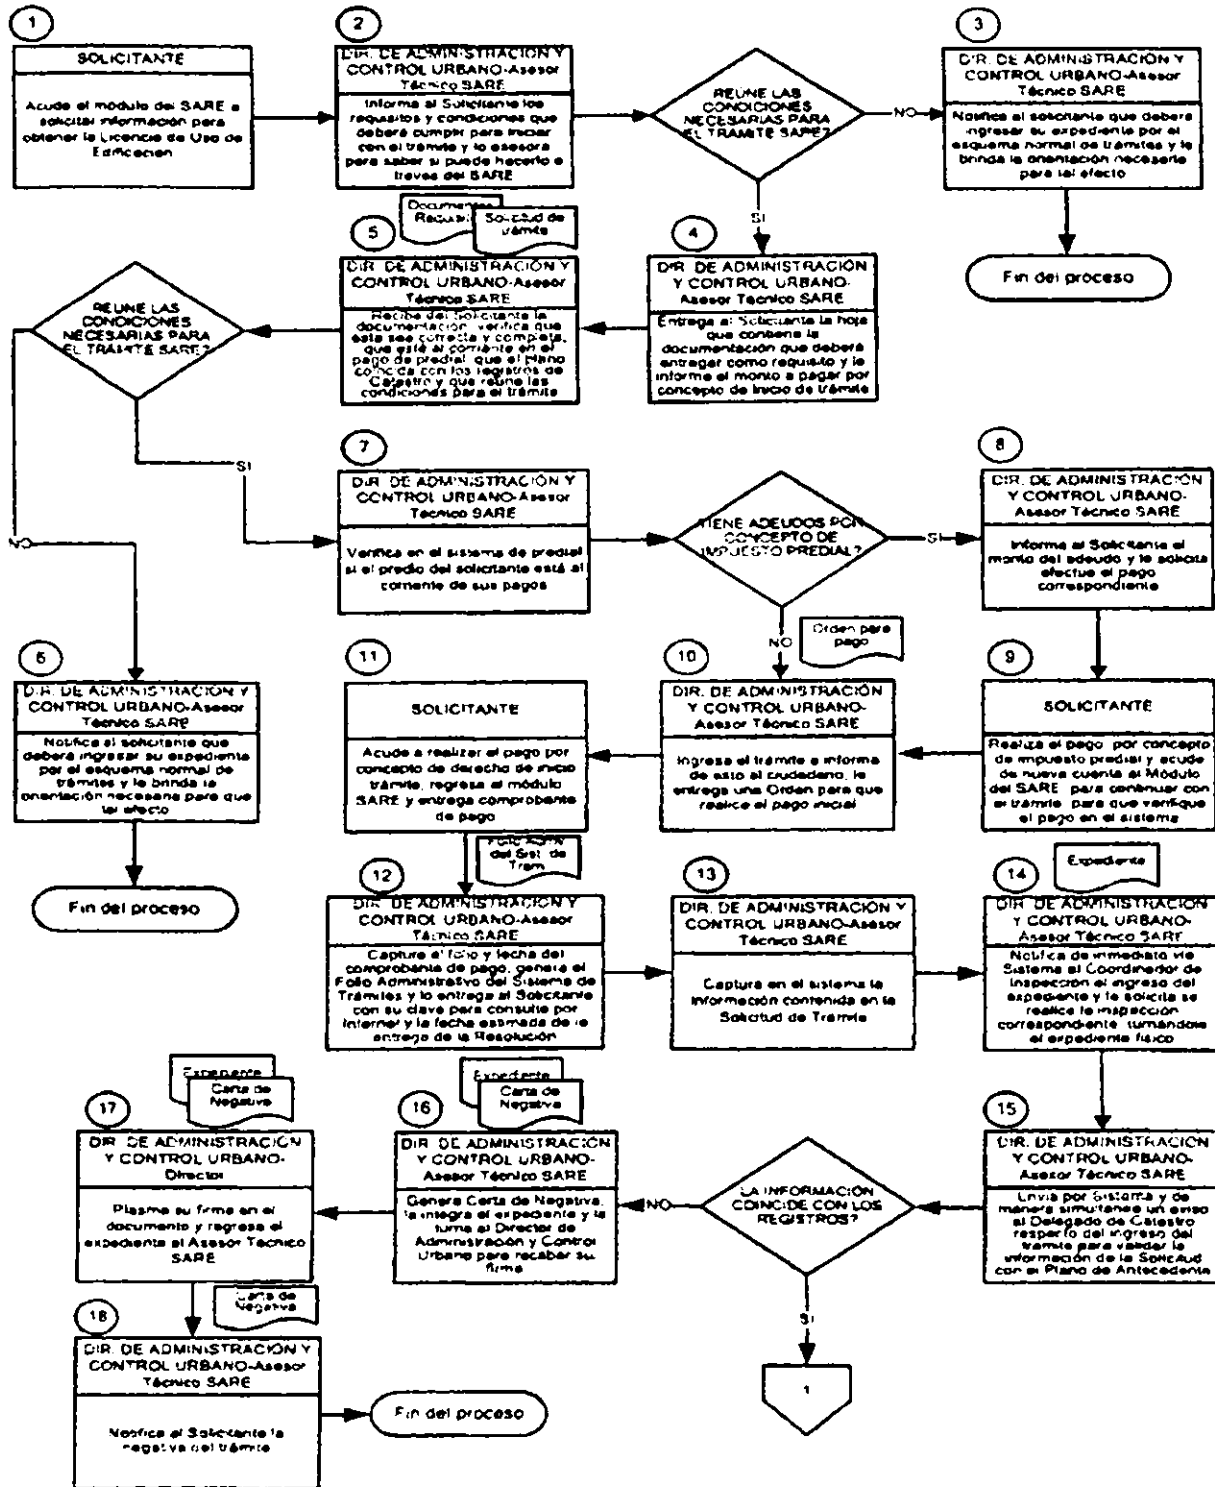 1
SOLICITANTE
Acude al módulo del SARE a
solicitar información para
obtener la Licencia de Uso de
Edificación
2
DIR. DE ADMINISTRACIÓN Y
CONTROL URBANO-Asesor
Técnico SARE
Informa al Solicitante los
requisitos y condiciones que
deberá cumplir para iniciar
con el trámite y lo asesora
para saber si puede hacerlo a
traves del SARE
REÚNE LAS
CONDICIONES
NECESARIAS PARA
EL TRAMITE SARE?
NO
SI
3
DIR. DE ADMINISTRACIÓN Y
CONTROL URBANO-Asesor
Técnico SARE
Notifica al solicitante que deberá
ingresar su expediente por el
esquema normal de trámites y le
brinda la orientación necesaria
para tal efecto
Fin del proceso
4
DIR. DE ADMINISTRACIÓN
Y CONTROL URBANO-
Asesor Técnico SARE
Entrega al Solicitante la hoja
que contiene la
documentación que deberá
entregar como requisito y le
informa el monto a pagar por
concepto de Inicio de trámite
Documentos
Solicitud de
trámite
5
DIR. DE ADMINISTRACIÓN Y
CONTROL URBANO-Asesor
Técnico SARE
Recibe del Solicitante la
documentación, verifica que
esta sea correcta y completa,
que esté al corriente en el
pago de predial, que el Plano
coincida con los registros de
Catastro y que reúne las
condiciones para el trámite
REUNE LAS
CONDICIONES
NECESARIAS PARA
EL TRAMITE SARE?
NO
SI
6
DIR. DE ADMINISTRACIÓN Y
CONTROL URBANO-Asesor
Técnico SARE
Notifica al solicitante que
deberá ingresar su expediente
por el esquema normal de
trámites y le brinda la
orientación necesaria para que
tal efecto
Fin del proceso
7
DIR. DE ADMINISTRACIÓN Y
CONTROL URBANO-Asesor
Técnico SARE
Verifica en el sistema de predial
si el predio del solicitante está al
corriente de sus pagos
TIENE ADEUDOS POR
CONCEPTO DE
IMPUESTO PREDIAL?
SI
NO
8
DIR. DE ADMINISTRACIÓN
Y CONTROL URBANO-
Asesor Técnico SARE
Informa al Solicitante el
monto del adeudo y le solicita
efectue el pago
correspondiente
9
SOLICITANTE
Realiza el pago por concepto
de impuesto predial y acude
de nueva cuenta al Módulo
del SARE para continuar con
el trámite para que verifique
el pago en el sistema
Orden para
pago
10
DIR. DE ADMINISTRACIÓN
Y CONTROL URBANO-
Asesor Técnico SARE
Ingresa el trámite e informa
de esto al ciudadano, le
entrega una Orden para que
realice el pago inicial
11
SOLICITANTE
Acude a realizar el pago por
concepto de derecho de inicio
trámite, regresa al módulo
SARE y entrega comprobante
de pago
Folio Admvo
del Sist. de
Tram
12
DIR. DE ADMINISTRACIÓN Y
CONTROL URBANO-Asesor
Técnico SARE
Captura el folio y fecha del
comprobante de pago, genera el
Folio Administrativo del Sistema de
Trámites y lo entrega al Solicitante
con su clave para consulta por
Internet y la fecha estimada de la
entrega de la Resolución
13
DIR. DE ADMINISTRACIÓN Y
CONTROL URBANO-Asesor
Técnico SARE
Captura en el sistema la
información contenida en la
Solicitud de Tramite
Expediente
14
DIR. DE ADMINISTRACIÓN
Y CONTROL URBANO-
Asesor Técnico SARE
Notifica de inmediato vía
Sistema al Coordinador de
Inspección el ingreso del
expediente y le solicita se
realice la inspección
correspondiente turnándole
el expediente físico
15
DIR. DE ADMINISTRACIÓN
Y CONTROL URBANO-
Asesor Técnico SARE
Envía por Sistema y de
manera simultánea un aviso
al Delegado de Catastro
respecto del ingreso del
trámite para validar la
información de la Solicitud
con el Plano de Antecedente
LA INFORMACIÓN
COINCIDE CON LOS
REGISTROS?
NO
SI
1
Expediente
Carta de
Negativa
16
DIR. DE ADMINISTRACIÓN
Y CONTROL URBANO-
Asesor Técnico SARE
Genera Carta de Negativa,
la integra al expediente y la
turna al Director de
Administración y Control
Urbano para recabar su
firma
Expediente
Carta de
Negativa
17
DIR. DE ADMINISTRACIÓN
Y CONTROL URBANO-
Director
Plasma su firma en el
documento y regresa el
expediente al Asesor Técnico
SARE
Carta de
Negativa
18
DIR. DE ADMINISTRACIÓN Y
CONTROL URBANO-Asesor
Técnico SARE
Notifica al Solicitante la
negativa del trámite
Fin del proceso